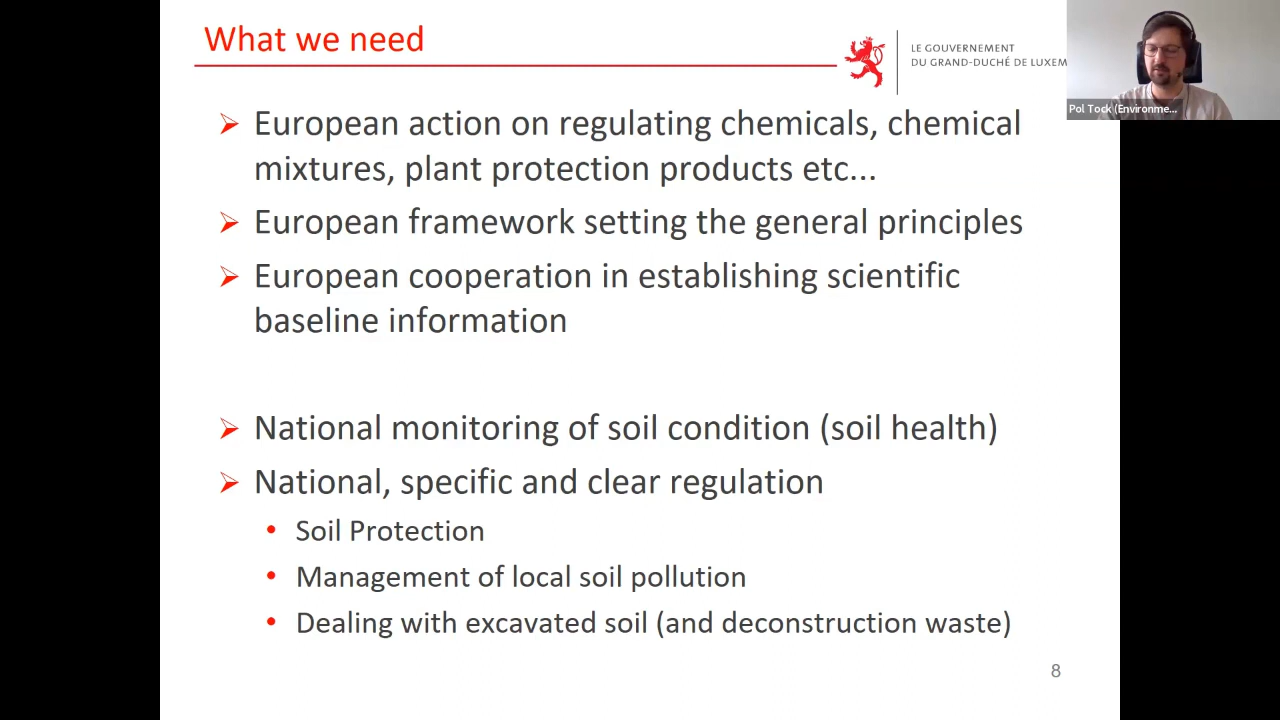 What we need
LE GOUVERNEMENT
DU GRAND-DUCHÉ DE LUXEM
Pol Tock (Environme...
European action on regulating chemicals, chemical
mixtures, plant protection products etc...
European framework setting the general principles
European cooperation in establishing scientific
baseline information
National monitoring of soil condition (soil health)
National, specific and clear regulation
Soil Protection
Management of local soil pollution
Dealing with excavated soil (and deconstruction waste)
8